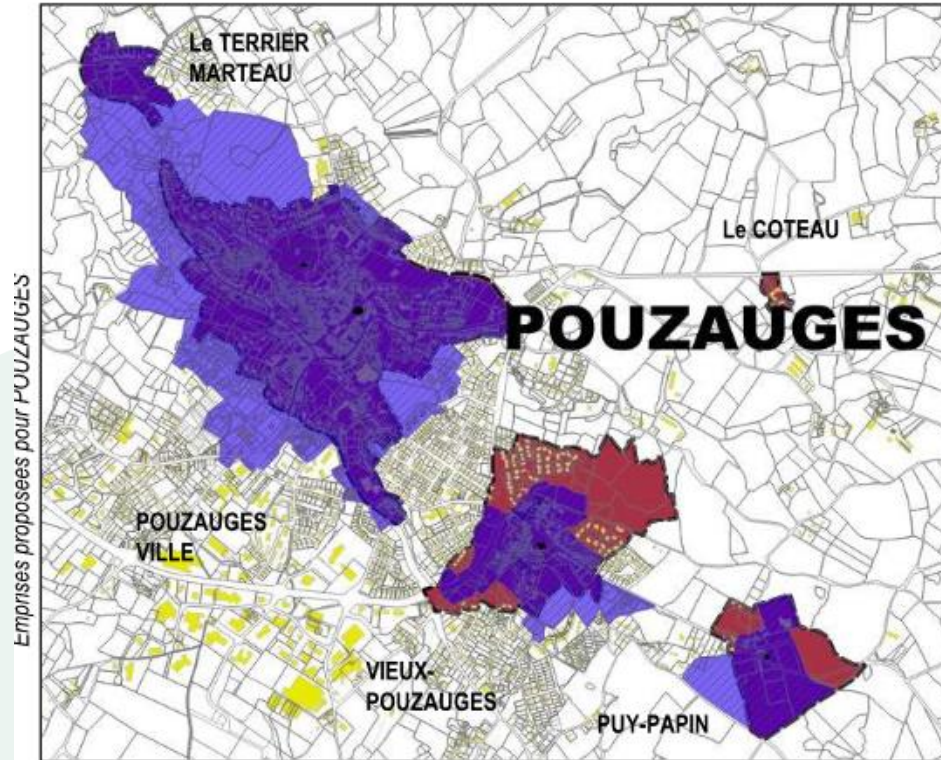 Le TERRIER
MARTEAU
Le COTEAU
POUZAUGES
Emprises proposées pour POUZAUGES
POUZAUGES
VILLE
VIEUX-
POUZAUGES
PUY-PAPIN